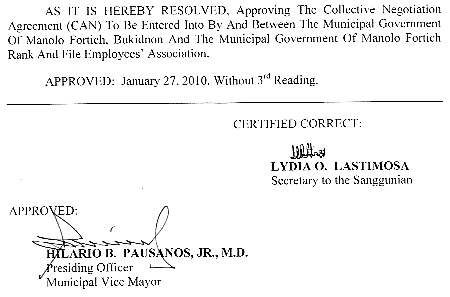 AS IT IS HEREBY RESOLVED, Approving The Collective Negotiation
Agreement (CAN) To Be Entered Into By And Between The Municipal Government
Of Manolo Fortich, Bukidnon And The Municipal Government Of Manolo Fortich
Rank And File Employees' Association.
APPROVED: January 27, 2010, Without 3rd Reading.
CERTIFIED CORRECT:
LYDIA O. LASTIMOSA
Secretary to the Sanggunian
APPROVED:
HILARIO B. PAUSANOS, JR., M.D.
Presiding Officer
Municipal Vice Mayor